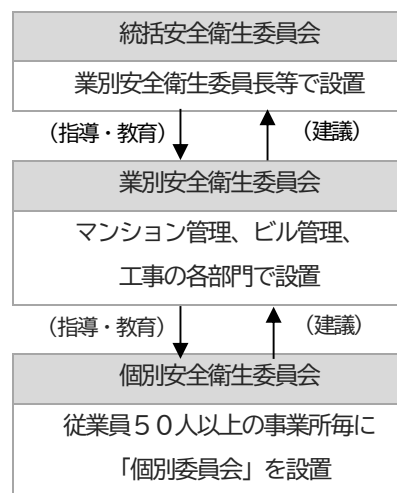 統括安全衛生委員会
業別安全衛生委員長等で設置
（指導・教育） （建議）
業別安全衛生委員会
マンション管理、ビル管理、
工事の各部門で設置
（指導・教育） （建議）
個別安全衛生委員会
従業員５０人以上の事業所毎に
「個別委員会」を設置